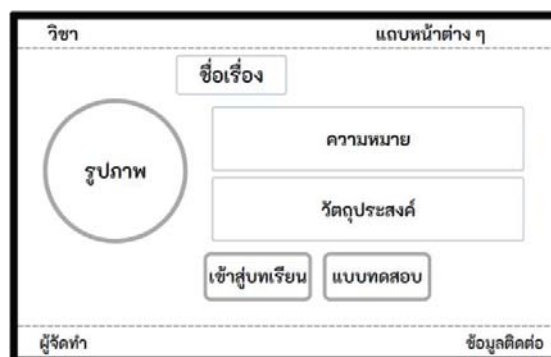 วิชา แถบหน้าต่าง ๆ
ชื่อเรื่อง
รูปภาพ
ความหมาย
วัตถุประสงค์
เข้าสู่บทเรียน แบบทดสอบ
ผู้จัดทำ ข้อมูลติดต่อ